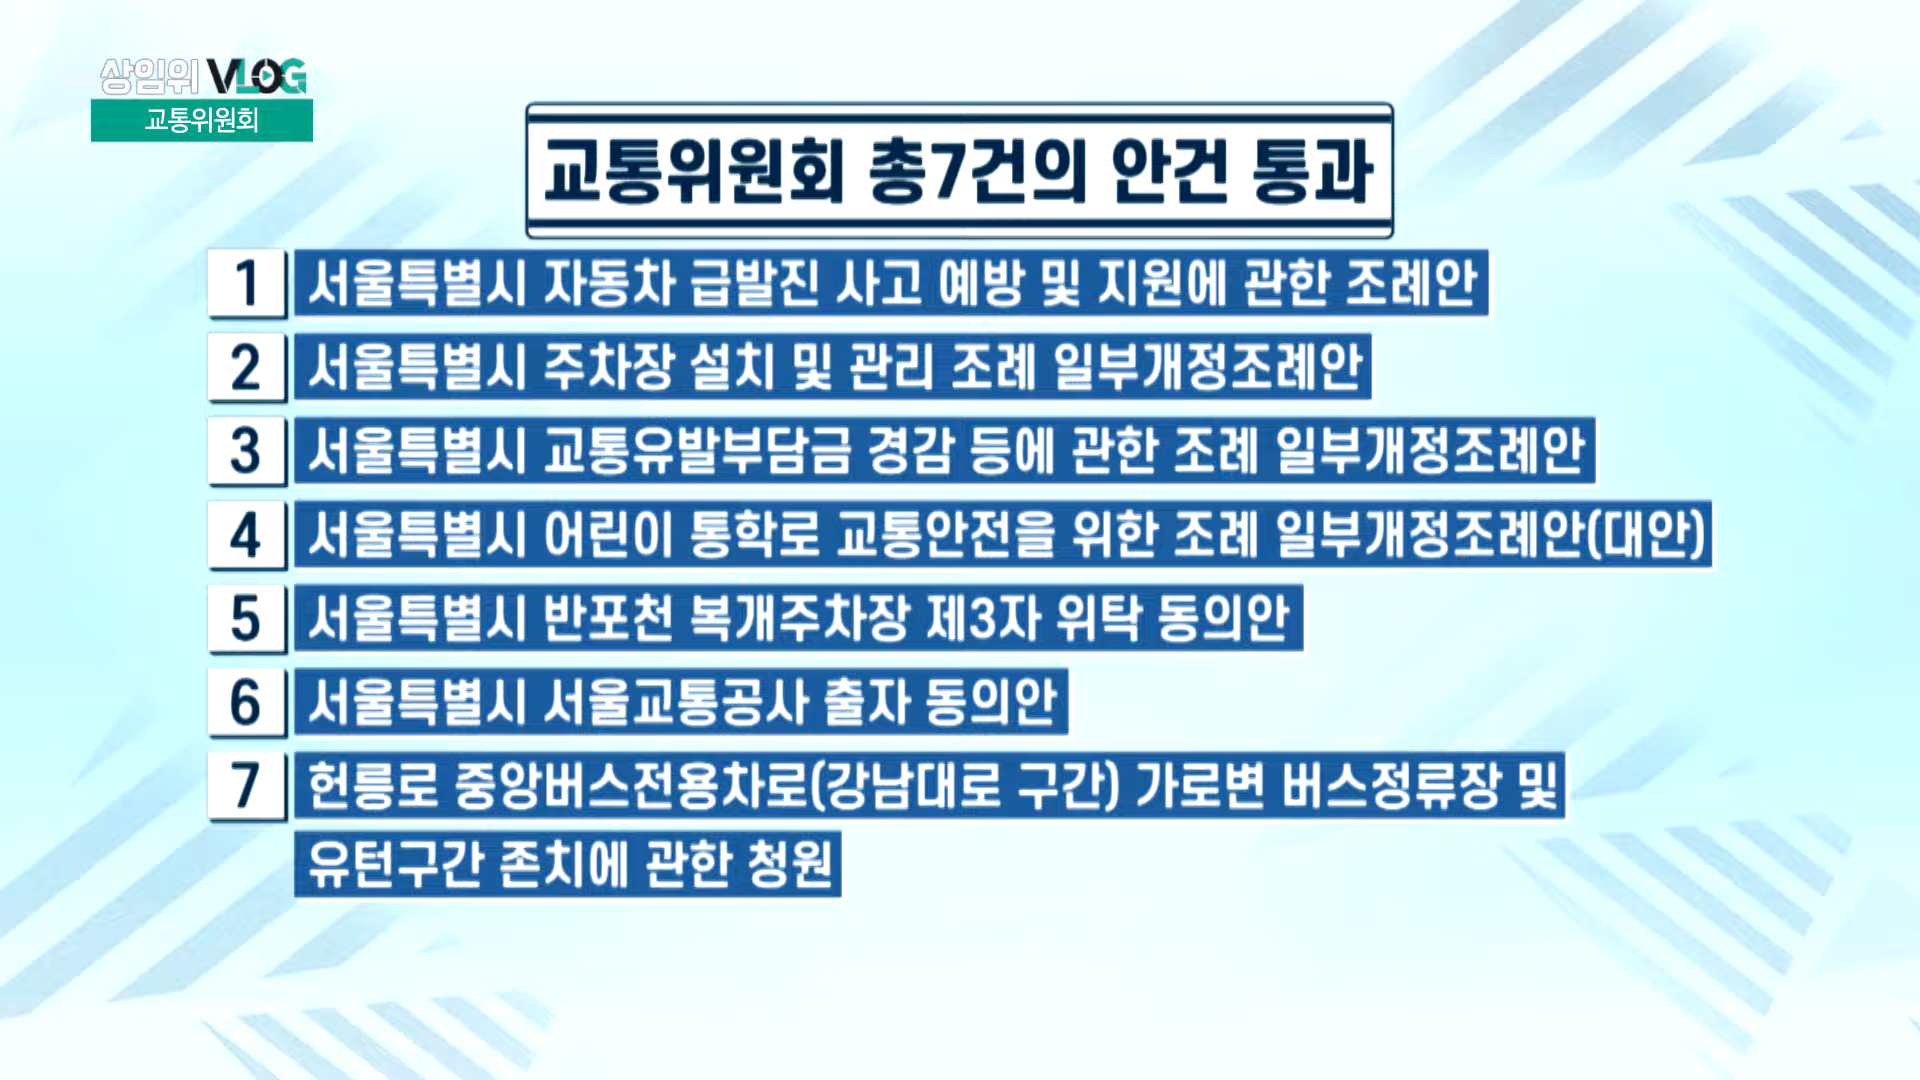 상임위 VLOG
교통위원회
교통위원회 총7건의 안건 통과
1 서울특별시 자동차 급발진 사고 예방 및 지원에 관한 조례안
2 서울특별시 주차장 설치 및 관리 조례 일부개정조례안
3 서울특별시 교통유발부담금 경감 등에 관한 조례 일부개정조례안
4 서울특별시 어린이 통학로 교통안전을 위한 조례 일부개정조례안(대안)
5 서울특별시 반포천 복개주차장 제3자 위탁 동의안
6 서울특별시 서울교통공사 출자 동의안
7 헌릉로 중앙버스전용차로(강남대로 구간) 가로변 버스정류장 및
유턴구간 존치에 관한 청원